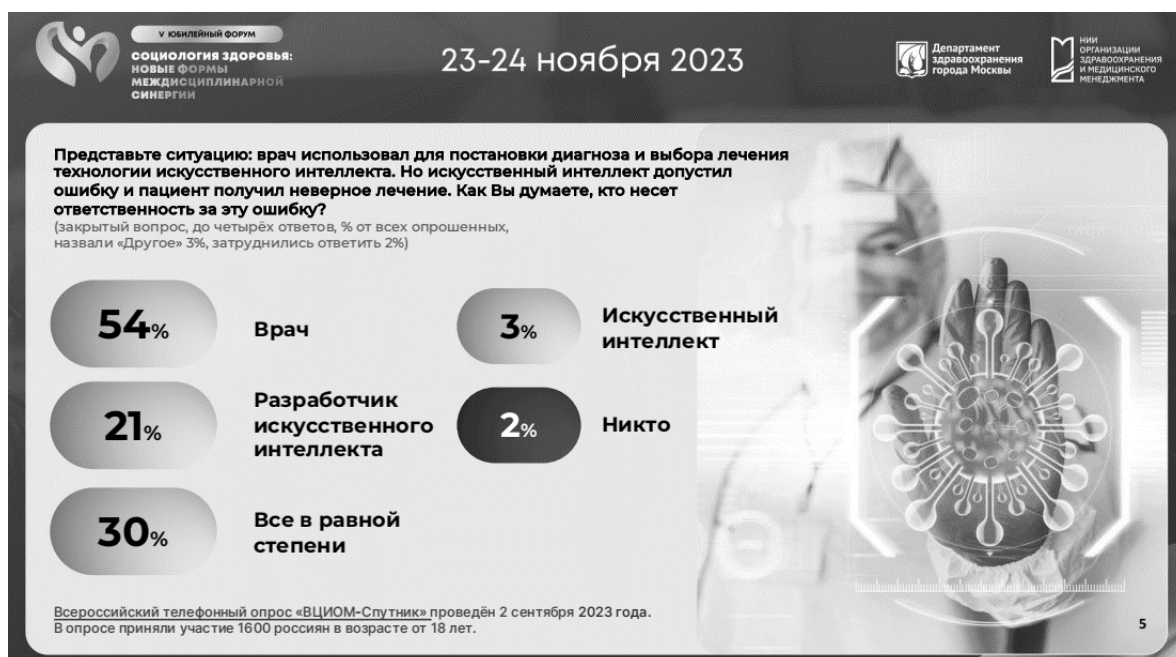 V ЮБИЛЕЙНЫЙ ФОРУМ
СОЦИОЛОГИЯ ЗДОРОВЬЯ:
НОВЫЕ ФОРМЫ
МЕЖДИСЦИПЛИНАРНОЙ
СИНЕРГИИ
23-24 ноября 2023
Департамент
здравоохранения
города Москвы
НИИ
ОРГАНИЗАЦИИ
ЗДРАВООХРАНЕНИЯ
И МЕДИЦИНСКОГО
МЕНЕДЖМЕНТА
Представьте ситуацию: врач использовал для постановки диагноза и выбора лечения
технологии искусственного интеллекта. Но искусственный интеллект допустил
ошибку и пациент получил неверное лечение. Как Вы думаете, кто несет
ответственность за эту ошибку?
(закрытый вопрос, до четырёх ответов, % от всех опрошенных,
назвали «Другое» 3%, затруднились ответить 2%)
54%
Врач
21%
Разработчик
искусственного
интеллекта
30%
Все в равной
степени
3%
Искусственный
интеллект
2%
Никто
Всероссийский телефонный опрос «ВЦИОМ-Спутник» проведён 2 сентября 2023 года.
В опросе приняли участие 1600 россиян в возрасте от 18 лет.
5